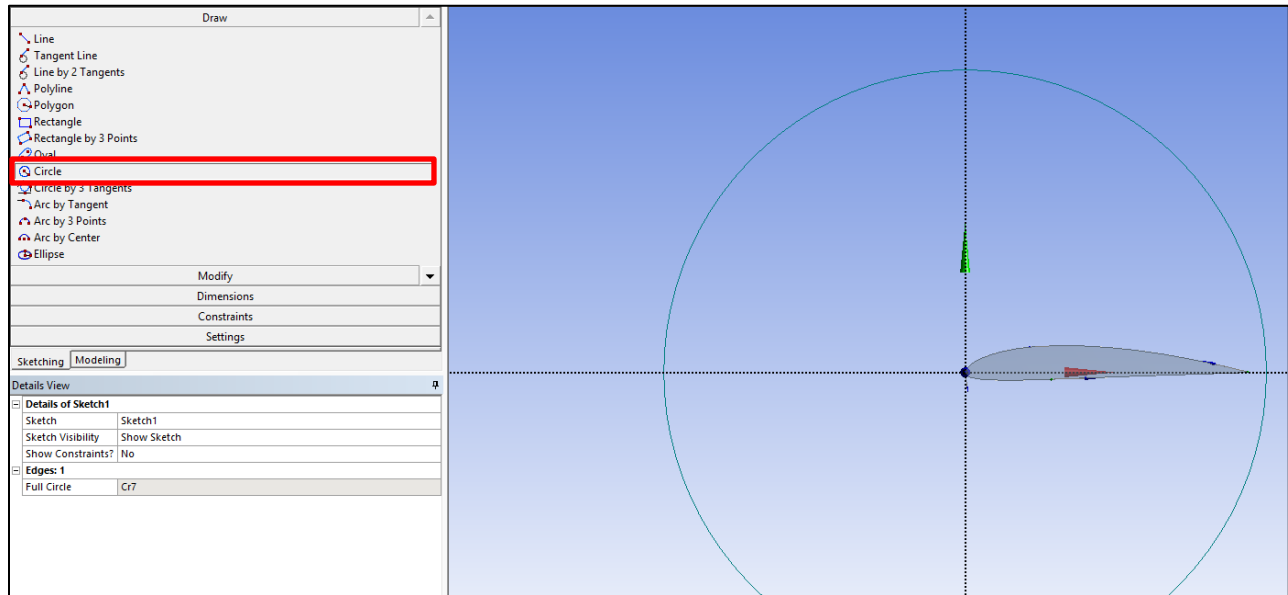 Draw
Line
Tangent Line
Line by 2 Tangents
Polyline
Polygon
Rectangle
Rectangle by 3 Points
Oval
Circle
Circle by 3 Tangents
Arc by Tangent
Arc by 3 Points
Arc by Center
Ellipse
Modify
Dimensions
Constraints
Settings
Sketching Modeling
Details View
Details of Sketch1
Sketch Sketch1
Sketch Visibility Show Sketch
Show Constraints? No
Edges: 1
Full Circle Cr7